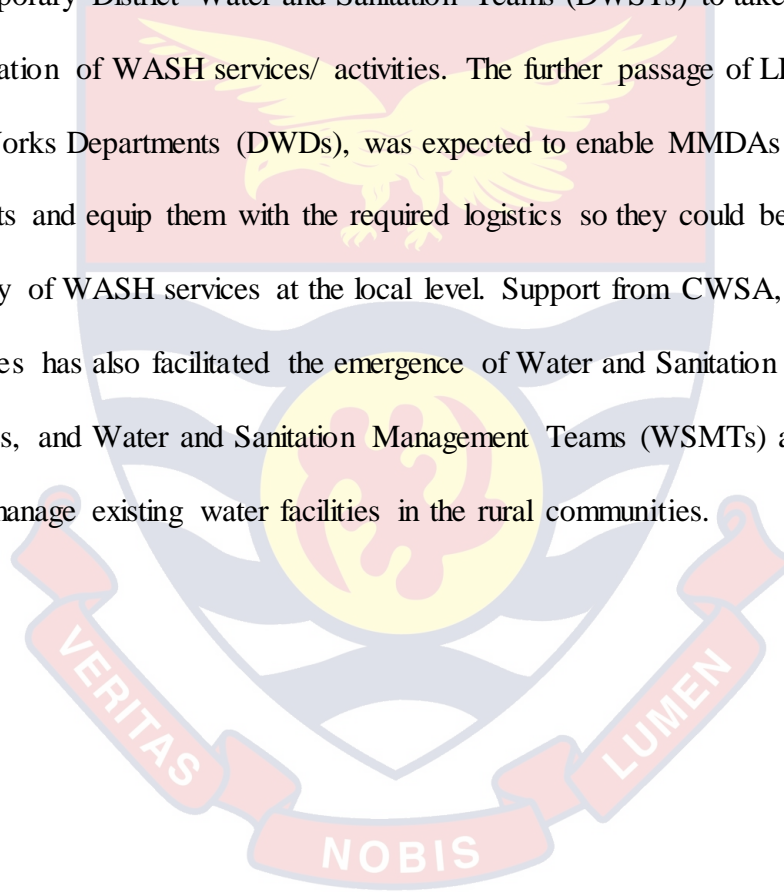 porary District Water and Sanitation Teams (DWSTs) to take
ation of WASH services/ activities. The further passage of LI
Works Departments (DWDs), was expected to enable MMDAs
ts and equip them with the required logistics so they could be
y of WASH services at the local level. Support from CWSA,
es has also facilitated the emergence of Water and Sanitation
s, and Water and Sanitation Management Teams (WSMTs) a
manage existing water facilities in the rural communities.
VERITAS
NOBIS
LUMEN